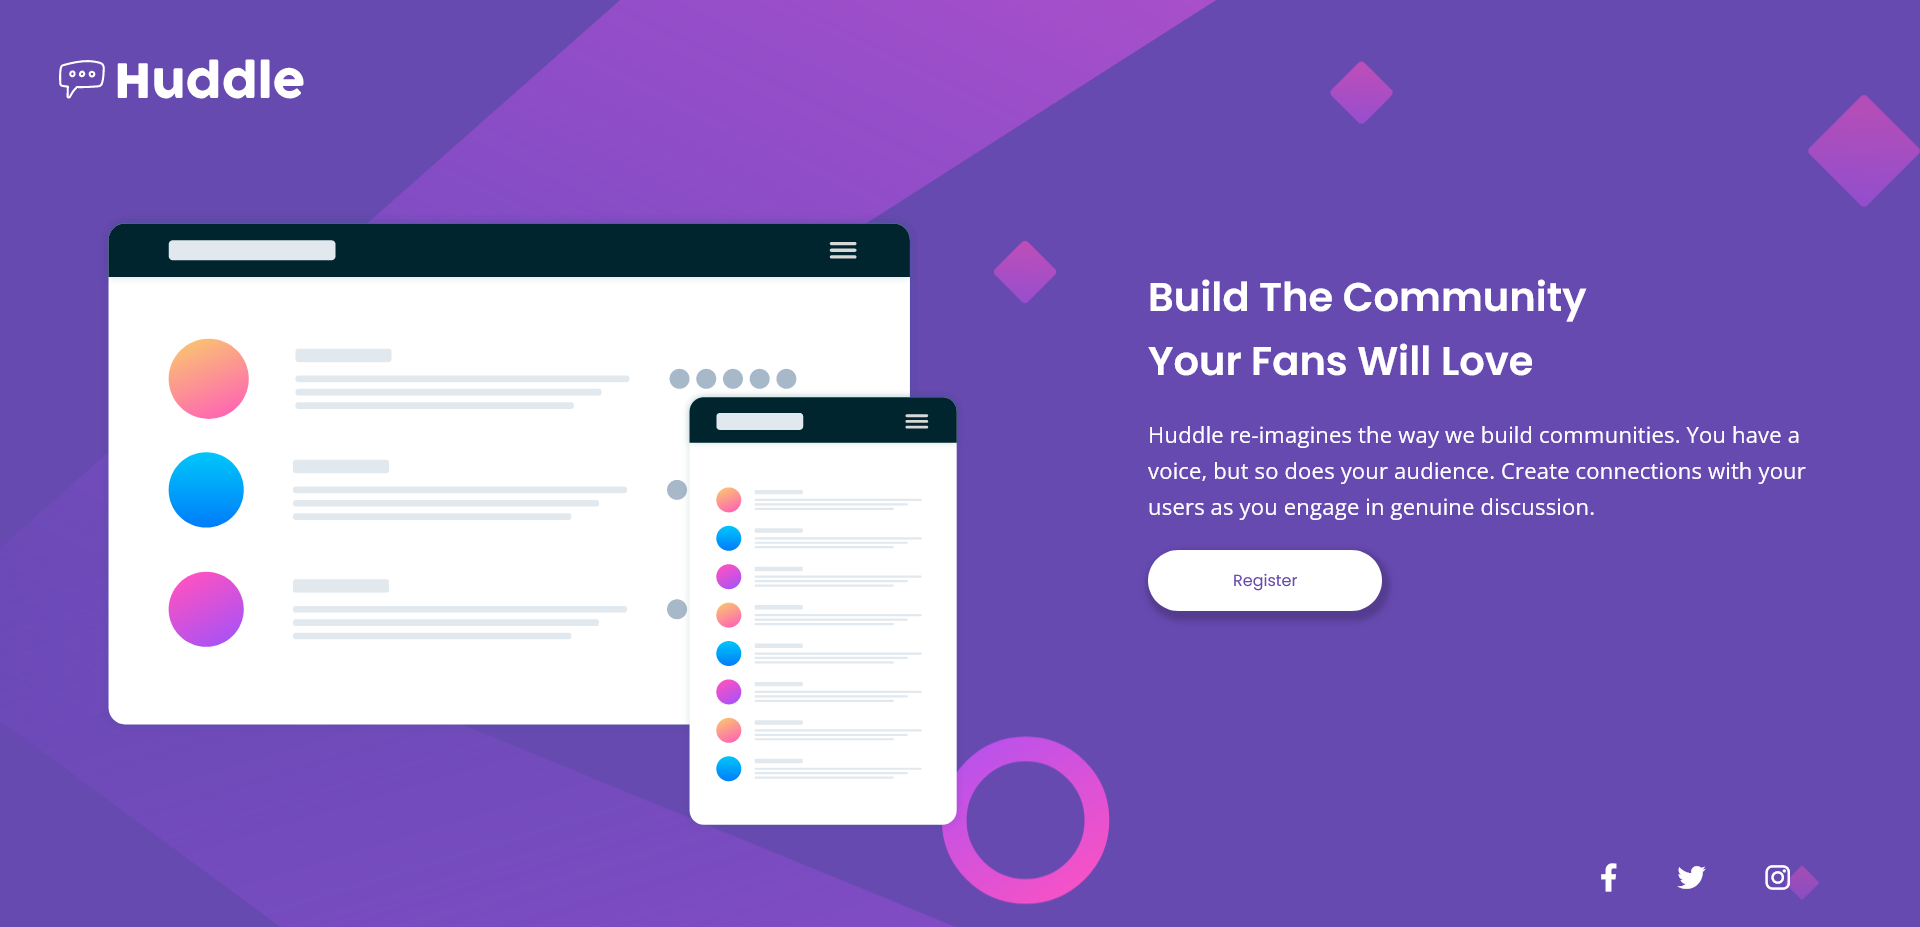 Huddle
Build The Community
Your Fans Will Love
Huddle re-imagines the way we build communities. You have a
voice, but so does your audience. Create connections with your
users as you engage in genuine discussion.
Register